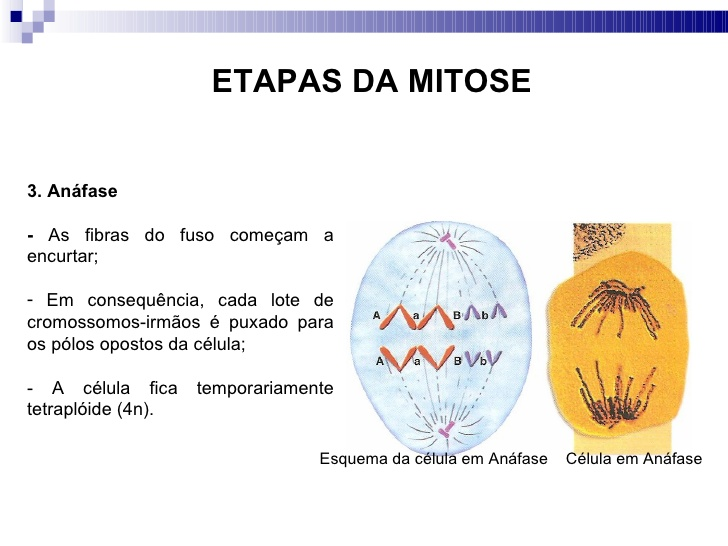 ETAPAS DA MITOSE
3. Anáfase
- As fibras do fuso começam a
encurtar;
- Em consequência, cada lote de
cromossomos-irmãos é puxado para
os pólos opostos da célula;
- A célula fica temporariamente
tetraplóide (4n).
A a B b
A a B b
Esquema da célula em Anáfase
Célula em Anáfase